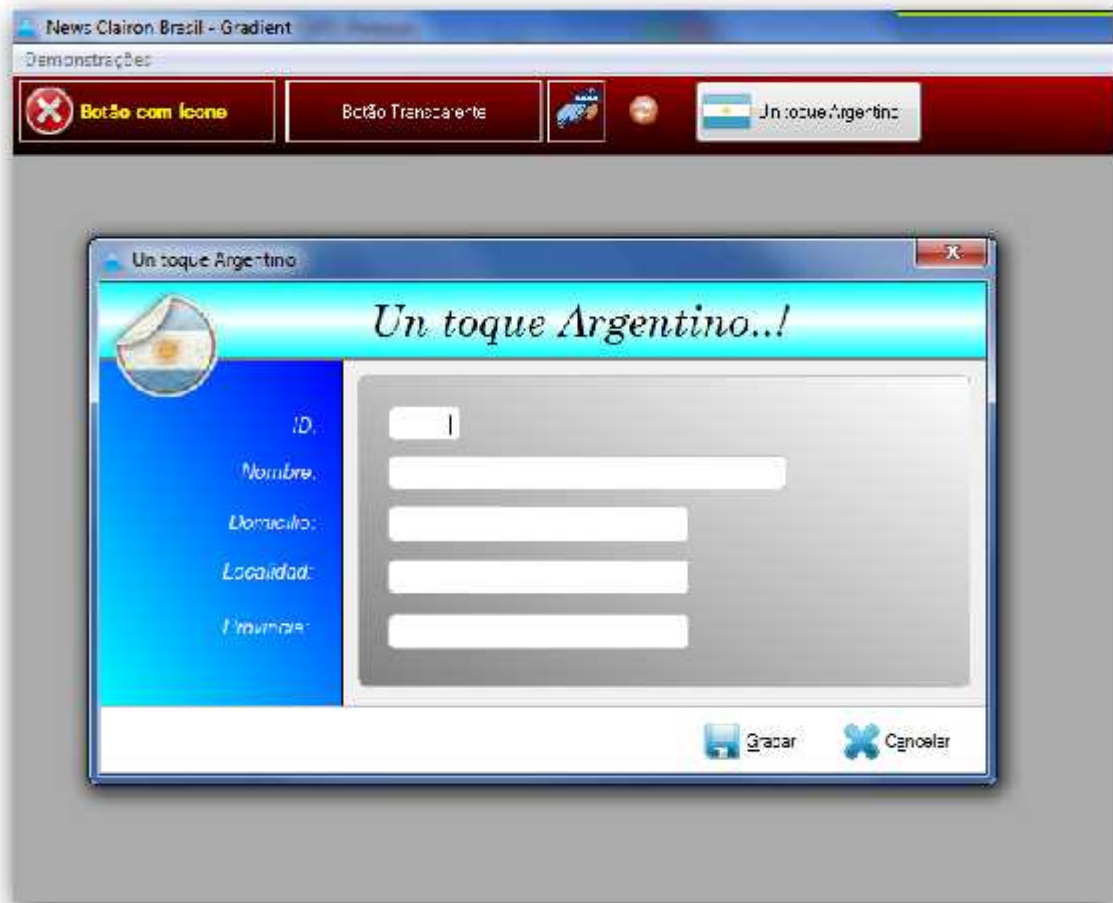 News Clairon Brasil - Gradient
Demonstrações
Botão com Ícone
Botão Transparente
Un toque Argentino
Un toque Argentino
Un toque Argentino..!
ID:
Nombre:
Domicilio:
Localidad:
Provincia:
Grabar
Cancelar